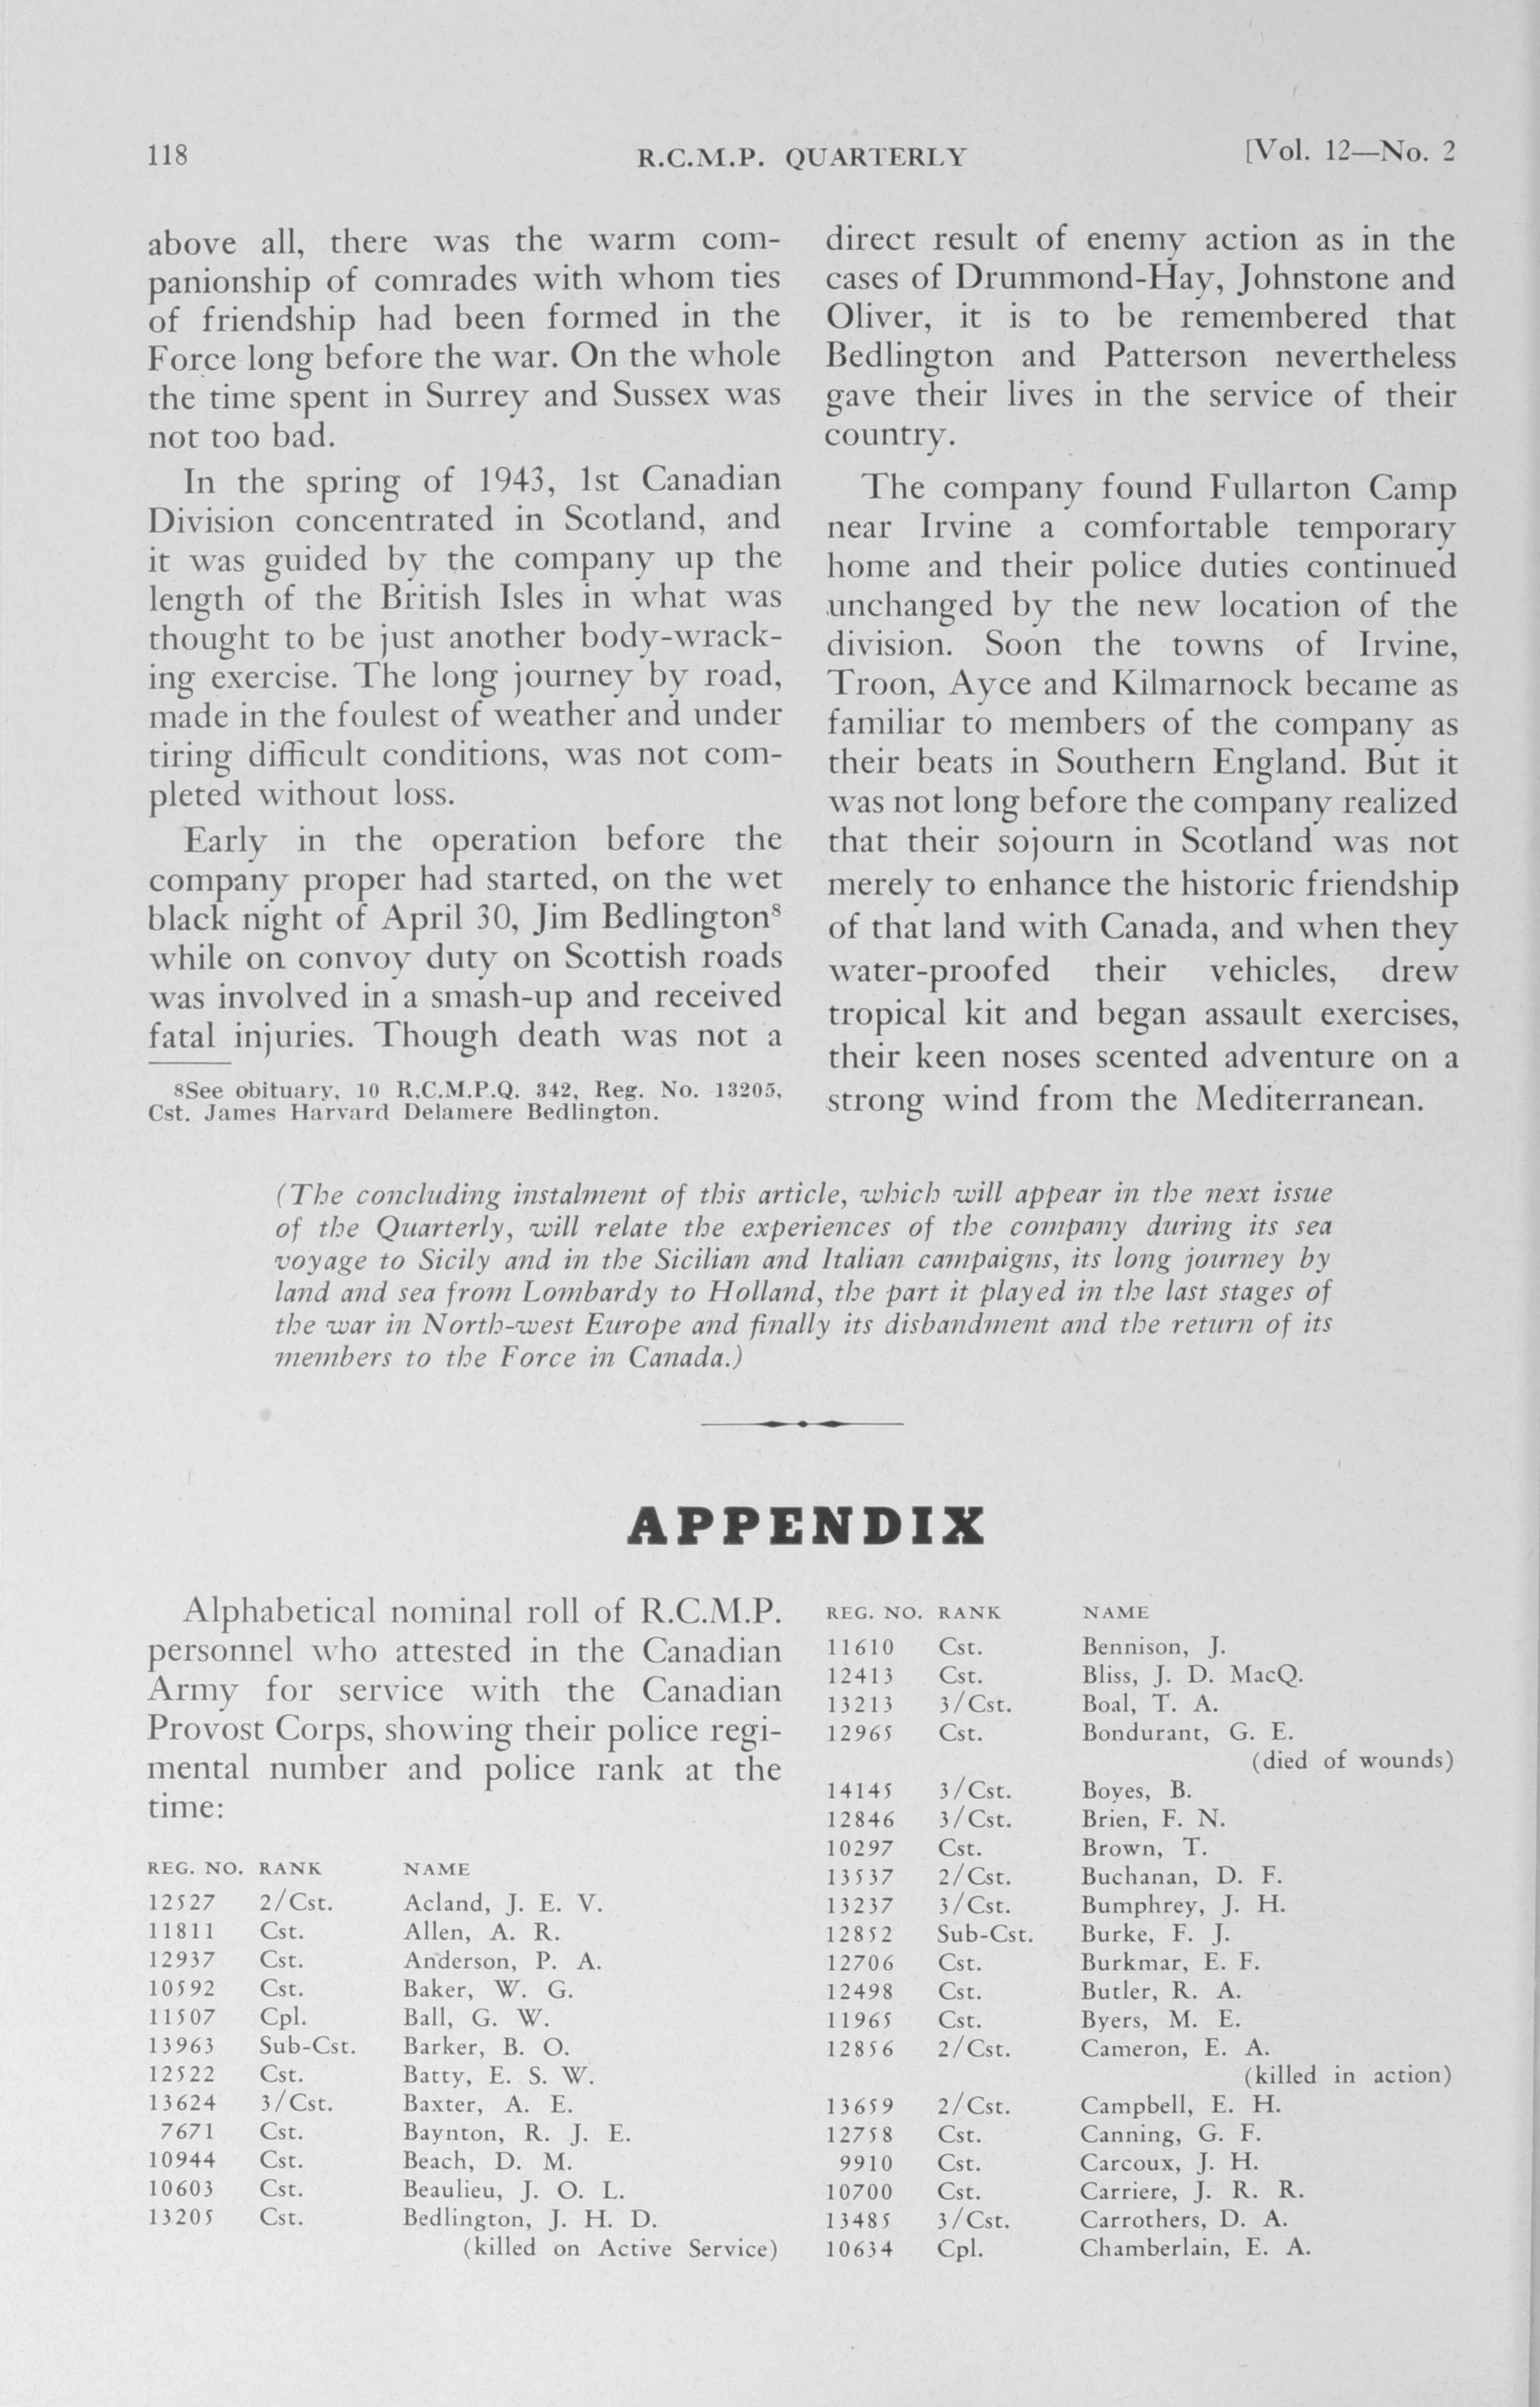 118
R.C.M.P. QUARTERLY
[Vol. 12—No. 2
above all, there was the warm com-
panionship of comrades with whom ties
of friendship had been formed in the
Force long before the war. On the whole
the time spent in Surrey and Sussex was
not too bad.
In the spring of 1943, 1st Canadian
Division concentrated in Scotland, and
it was guided by the company up the
length of the British Isles in what was
thought to be just another body-wrack-
ing exercise. The long journey by road,
made in the foulest of weather and under
tiring difficult conditions, was not com-
pleted without loss.
Early in the operation before the
company proper had started, on the wet
black night of April 30, Jim Bedlington⁸
while on convoy duty on Scottish roads
was involved in a smash-up and received
fatal injuries. Though death was not a
⁸See obituary, 10 R.C.M.P.Q. 342, Reg. No. 13205,
Cst. James Harvard Delamere Bedlington.
direct result of enemy action as in the
cases of Drummond-Hay, Johnstone and
Oliver, it is to be remembered that
Bedlington and Patterson nevertheless
gave their lives in the service of their
country.
The company found Fullarton Camp
near Irvine a comfortable temporary
home and their police duties continued
unchanged by the new location of the
division. Soon the towns of Irvine,
Troon, Ayce and Kilmarnock became as
familiar to members of the company as
their beats in Southern England. But it
was not long before the company realized
that their sojourn in Scotland was not
merely to enhance the historic friendship
of that land with Canada, and when they
water-proofed their vehicles, drew
tropical kit and began assault exercises,
their keen noses scented adventure on a
strong wind from the Mediterranean.
(The concluding instalment of this article, which will appear in the next issue
of the Quarterly, will relate the experiences of the company during its sea
voyage to Sicily and in the Sicilian and Italian campaigns, its long journey by
land and sea from Lombardy to Holland, the part it played in the last stages of
the war in North-west Europe and finally its disbandment and the return of its
members to the Force in Canada.)
APPENDIX
Alphabetical nominal roll of R.C.M.P.
personnel who attested in the Canadian
Army for service with the Canadian
Provost Corps, showing their police regi-
mental number and police rank at the
time:
REG. NO. RANK NAME
12527 2/Cst. Acland, J. E. V.
11811 Cst. Allen, A. R.
12937 Cst. Anderson, P. A.
10592 Cst. Baker, W. G.
11507 Cpl. Ball, G. W.
13963 Sub-Cst. Barker, B. O.
12522 Cst. Batty, E. S. W.
13624 3/Cst. Baxter, A. E.
7671 Cst. Baynton, R. J. E.
10944 Cst. Beach, D. M.
10603 Cst. Beaulieu, J. O. L.
13205 Cst. Bedlington, J. H. D.
(killed on Active Service)
REG. NO. RANK NAME
11610 Cst. Bennison, J.
12413 Cst. Bliss, J. D. MacQ.
13213 3/Cst. Boal, T. A.
12965 Cst. Bondurant, G. E.
(died of wounds)
14145 3/Cst. Boyes, B.
12846 3/Cst. Brien, F. N.
10297 Cst. Brown, T.
13537 2/Cst. Buchanan, D. F.
13237 3/Cst. Bumphrey, J. H.
12852 Sub-Cst. Burke, F. J.
12706 Cst. Burkmar, E. F.
12498 Cst. Butler, R. A.
11965 Cst. Byers, M. E.
12856 2/Cst. Cameron, E. A.
(killed in action)
13659 2/Cst. Campbell, E. H.
12758 Cst. Canning, G. F.
9910 Cst. Carcoux, J. H.
10700 Cst. Carriere, J. R. R.
13485 3/Cst. Carrothers, D. A.
10634 Cpl. Chamberlain, E. A.